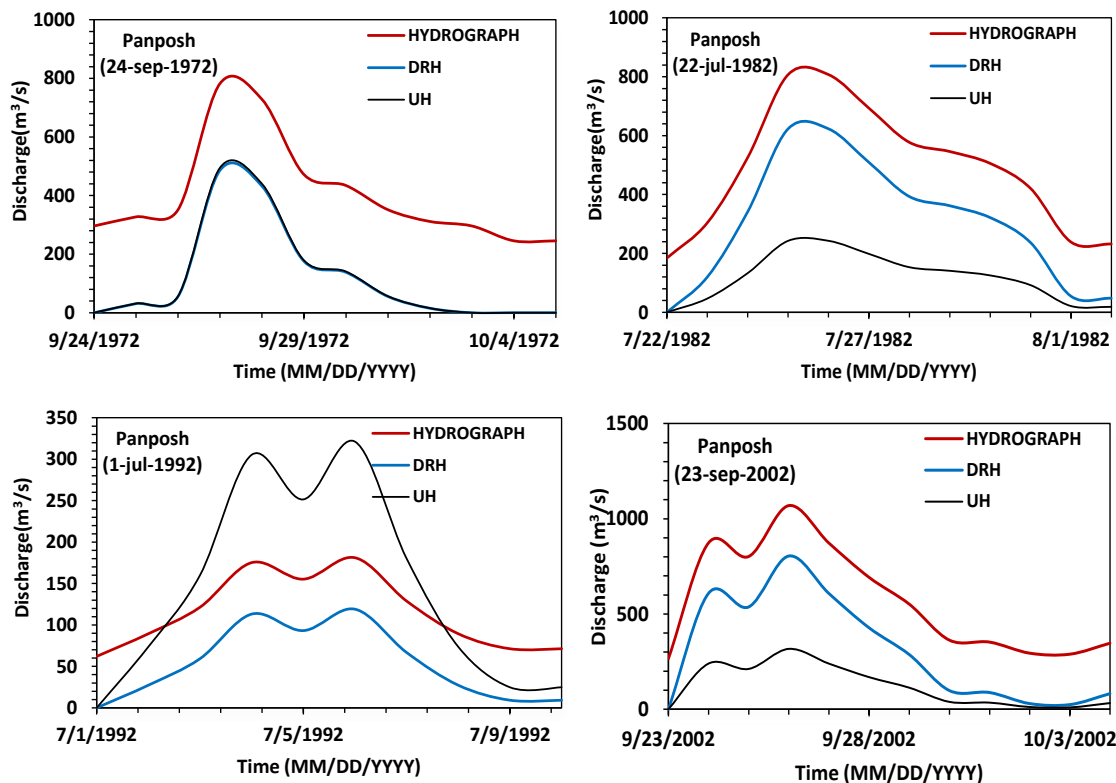 1000
800
600
400
200
0
Discharge(m³/s)
Panposh
(24-sep-1972)
HYDROGRAPH
DRH
UH
9/24/1972
9/29/1972
10/4/1972
Time (MM/DD/YYYY)
1000
800
600
400
200
0
Discharge(m³/s)
Panposh
(22-jul-1982)
HYDROGRAPH
DRH
UH
7/22/1982
7/27/1982
8/1/1982
Time (MM/DD/YYYY)
350
300
250
200
150
100
50
0
Discharge(m³/s)
Panposh
(1-jul-1992)
HYDROGRAPH
DRH
UH
7/1/1992
7/5/1992
7/9/1992
Time (MM/DD/YYYY)
1500
1000
500
0
Discharge (m³/s)
Panposh
(23-sep-2002)
HYDROGRAPH
DRH
UH
9/23/2002
9/28/2002
10/3/2002
Time (MM/DD/YYYY)